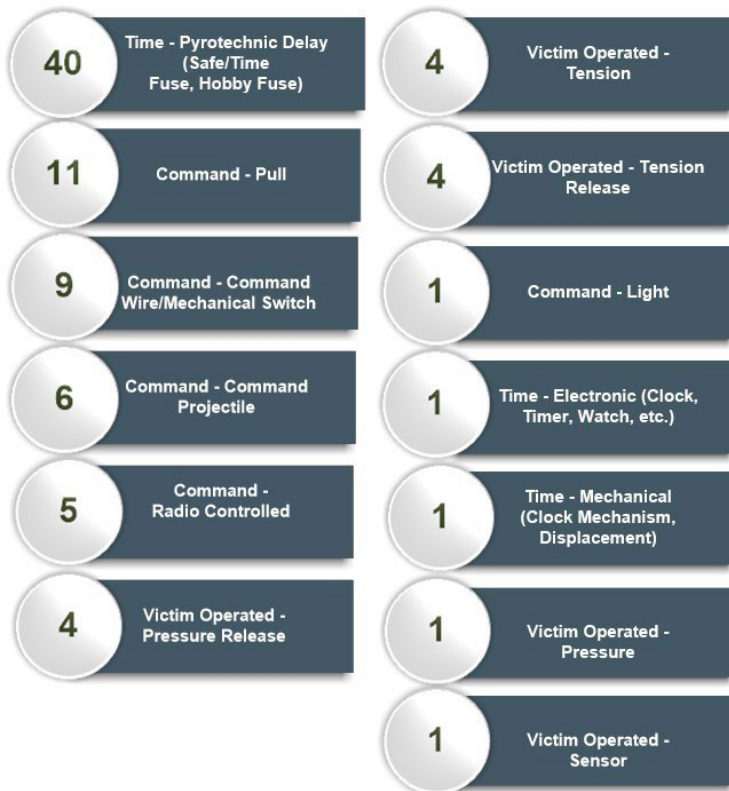 40
Time - Pyrotechnic Delay
(Safe/Time
Fuse, Hobby Fuse)
11
Command - Pull
9
Command - Command
Wire/Mechanical Switch
6
Command - Command
Projectile
5
Command -
Radio Controlled
4
Victim Operated -
Pressure Release
4
Victim Operated -
Tension
4
Victim Operated - Tension
Release
1
Command - Light
1
Time - Electronic (Clock,
Timer, Watch, etc.)
1
Time - Mechanical
(Clock Mechanism,
Displacement)
1
Victim Operated -
Pressure
1
Victim Operated -
Sensor